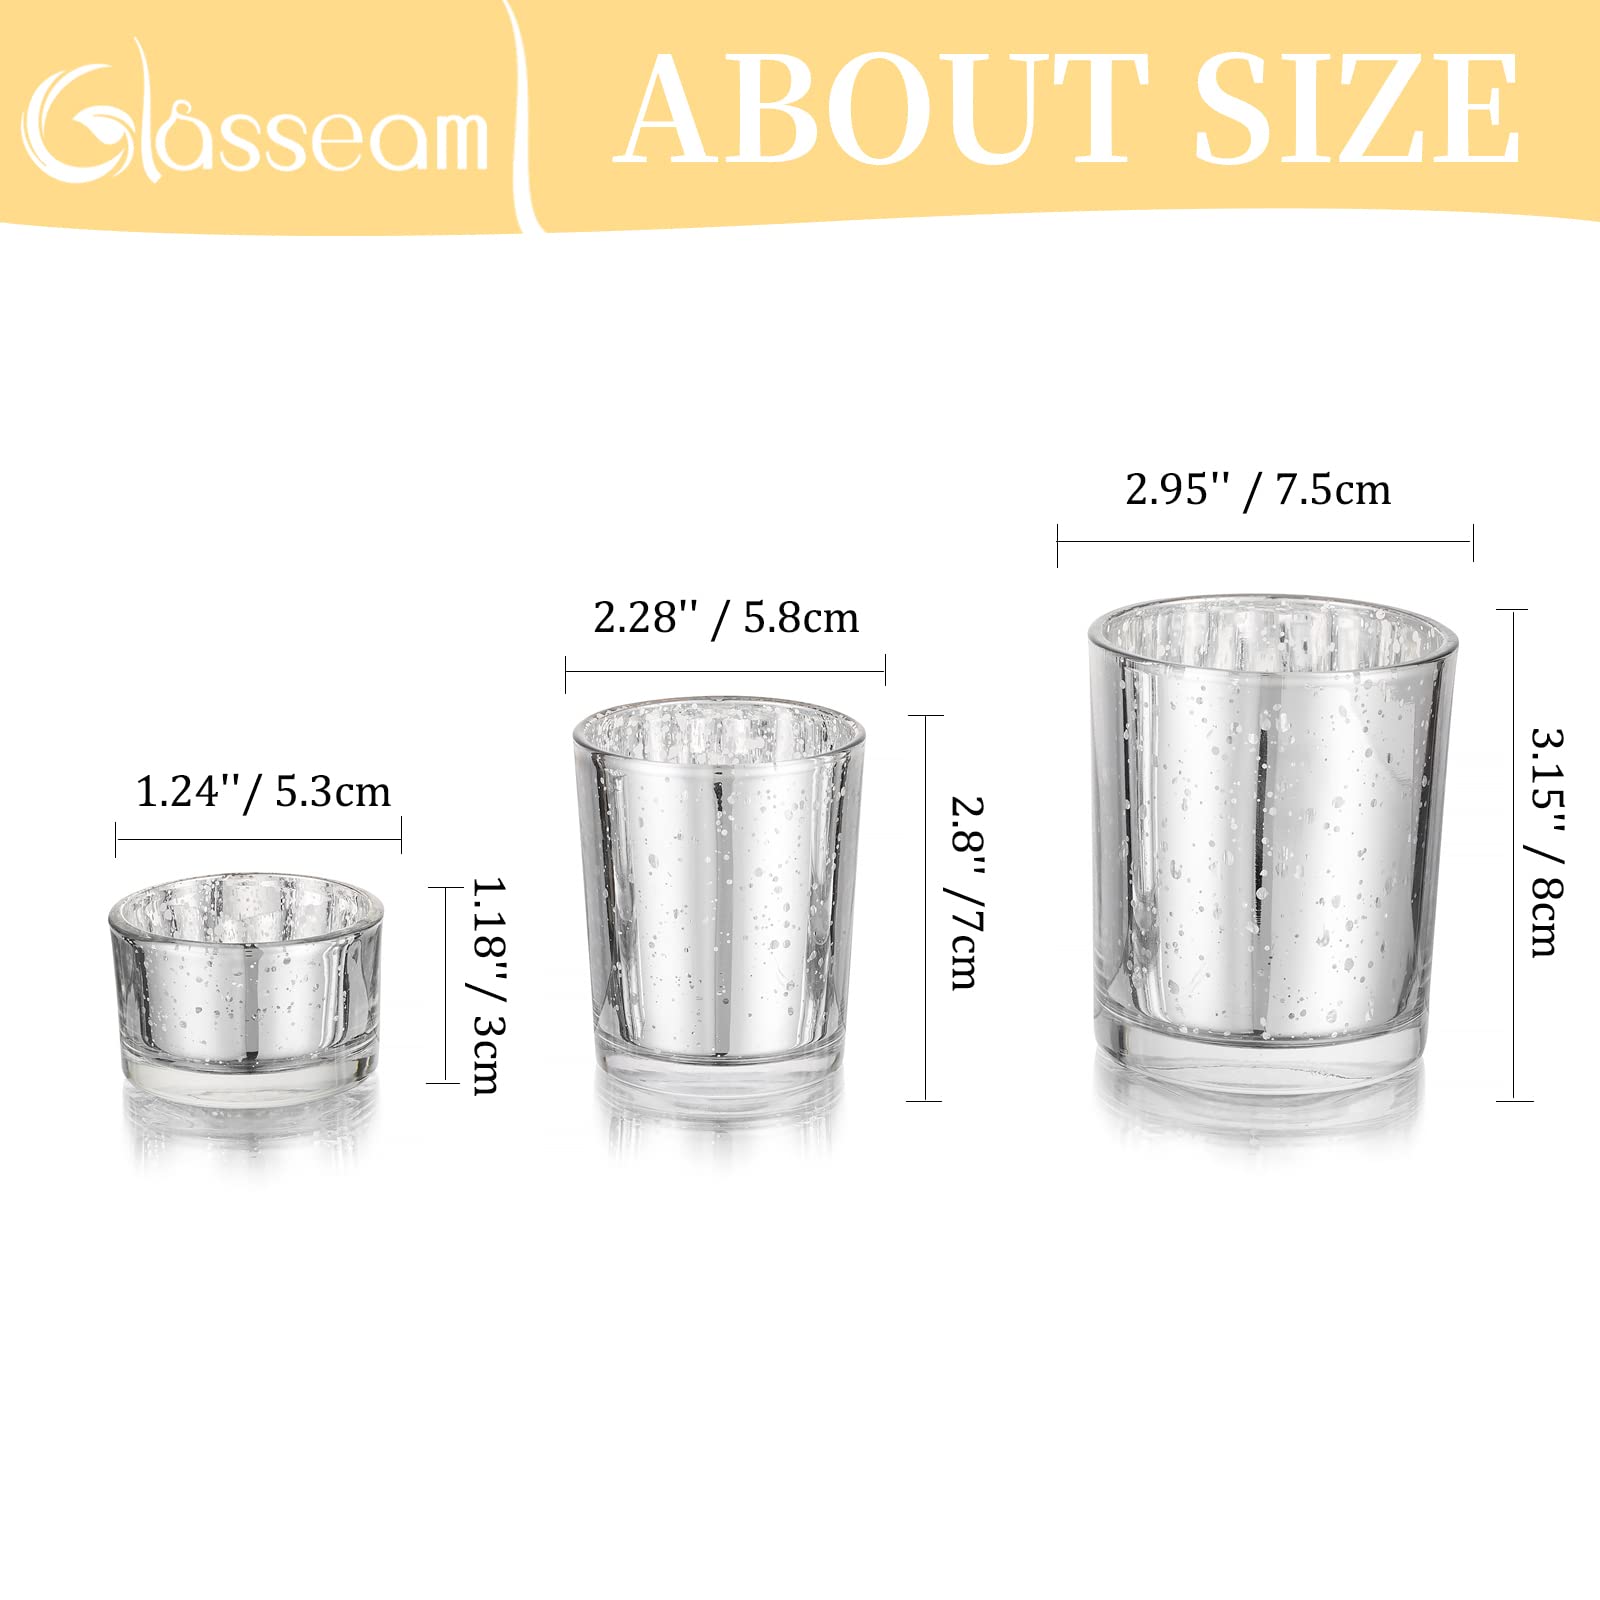 Glasseam
ABOUT SIZE
2.95'' / 7.5cm
2.28'' / 5.8cm
1.24''/ 5.3cm
1.18''/ 3cm
2.8'' /7cm
3.15'' / 8cm